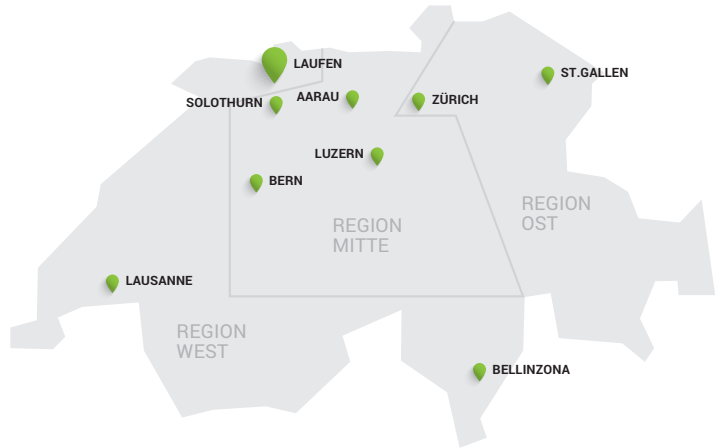 LAUFEN
ST.GALLEN
SOLOTHURN
AARAU
ZÜRICH
LUZERN
BERN
REGION
OST
REGION
MITTE
LAUSANNE
REGION
WEST
BELLINZONA